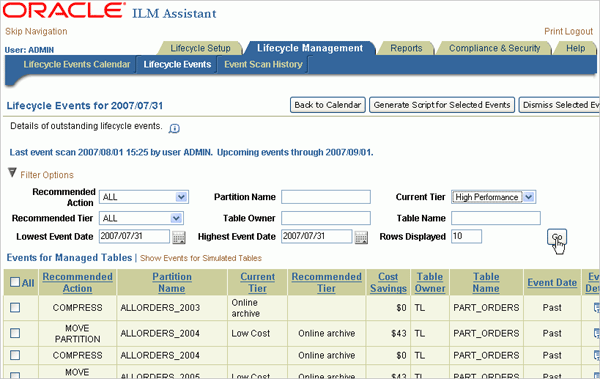 ORACLE ILM Assistant
Skip Navigation Print Logout
User: ADMIN
Lifecycle Setup Lifecycle Management Reports Compliance & Security Help
Lifecycle Events Calendar Lifecycle Events Event Scan History
Lifecycle Events for 2007/07/31 Back to Calendar Generate Script for Selected Events Dismiss Selected Ev
Details of outstanding lifecycle events. i
Last event scan 2007/08/01 15:25 by user ADMIN. Upcoming events through 2007/09/01.
Filter Options
Recommended Action ALL Partition Name Current Tier High Performance
Recommended Tier ALL Table Owner Table Name
Lowest Event Date 2007/07/31 Highest Event Date 2007/07/31 Rows Displayed 10 Go
Events for Managed Tables | Show Events for Simulated Tables
All Recommended Action Partition Name Current Tier Recommended Tier Cost Savings Table Owner Table Name Event Date Ev Det
COMPRESS ALLORDERS_2003 Online archive $0 TL PART_ORDERS Past
MOVE PARTITION ALLORDERS_2004 Low Cost Online archive $43 TL PART_ORDERS Past
COMPRESS ALLORDERS_2004 Online archive $0 TL PART_ORDERS Past
MOVE ALLORDERS_2005 Low Cost Online archive $43 TL PART_ORDERS Past